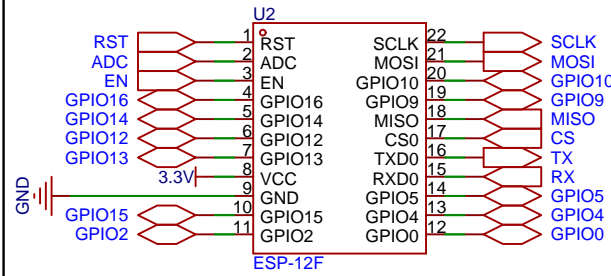 U2
RST 1 RST SCLK 22 SCLK
ADC 2 ADC MOSI 21 MOSI
EN 3 EN GPIO10 20 GPIO10
GPIO16 4 GPIO16 GPIO9 19 GPIO9
GPIO14 5 GPIO14 MISO 18 MISO
GPIO12 6 GPIO12 CS0 17 CS
GPIO13 7 GPIO13 TXD0 16 TX
3.3V 8 VCC RXD0 15 RX
GND 9 GND GPIO5 14 GPIO5
GPIO15 10 GPIO15 GPIO4 13 GPIO4
GPIO2 11 GPIO2 GPIO0 12 GPIO0
ESP-12F